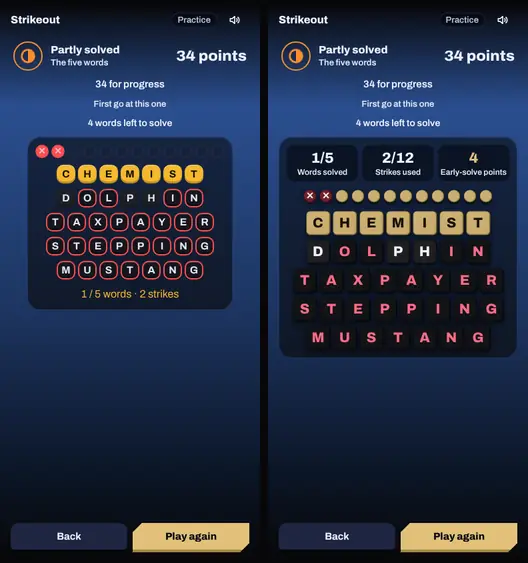 Strikeout
Practice
Partly solved
The five words
34 points
34 for progress
First go at this one
4 words left to solve
CHEMIST
DOLPHIN
TAXPAYER
STEPPING
MUSTANG
1 / 5 words · 2 strikes
Back
Play again
Strikeout
Practice
Partly solved
The five words
34 points
34 for progress
First go at this one
4 words left to solve
1/5
Words solved
2/12
Strikes used
4
Early-solve points
CHEMIST
DOLPHIN
TAXPAYER
STEPPING
MUSTANG
Back
Play again